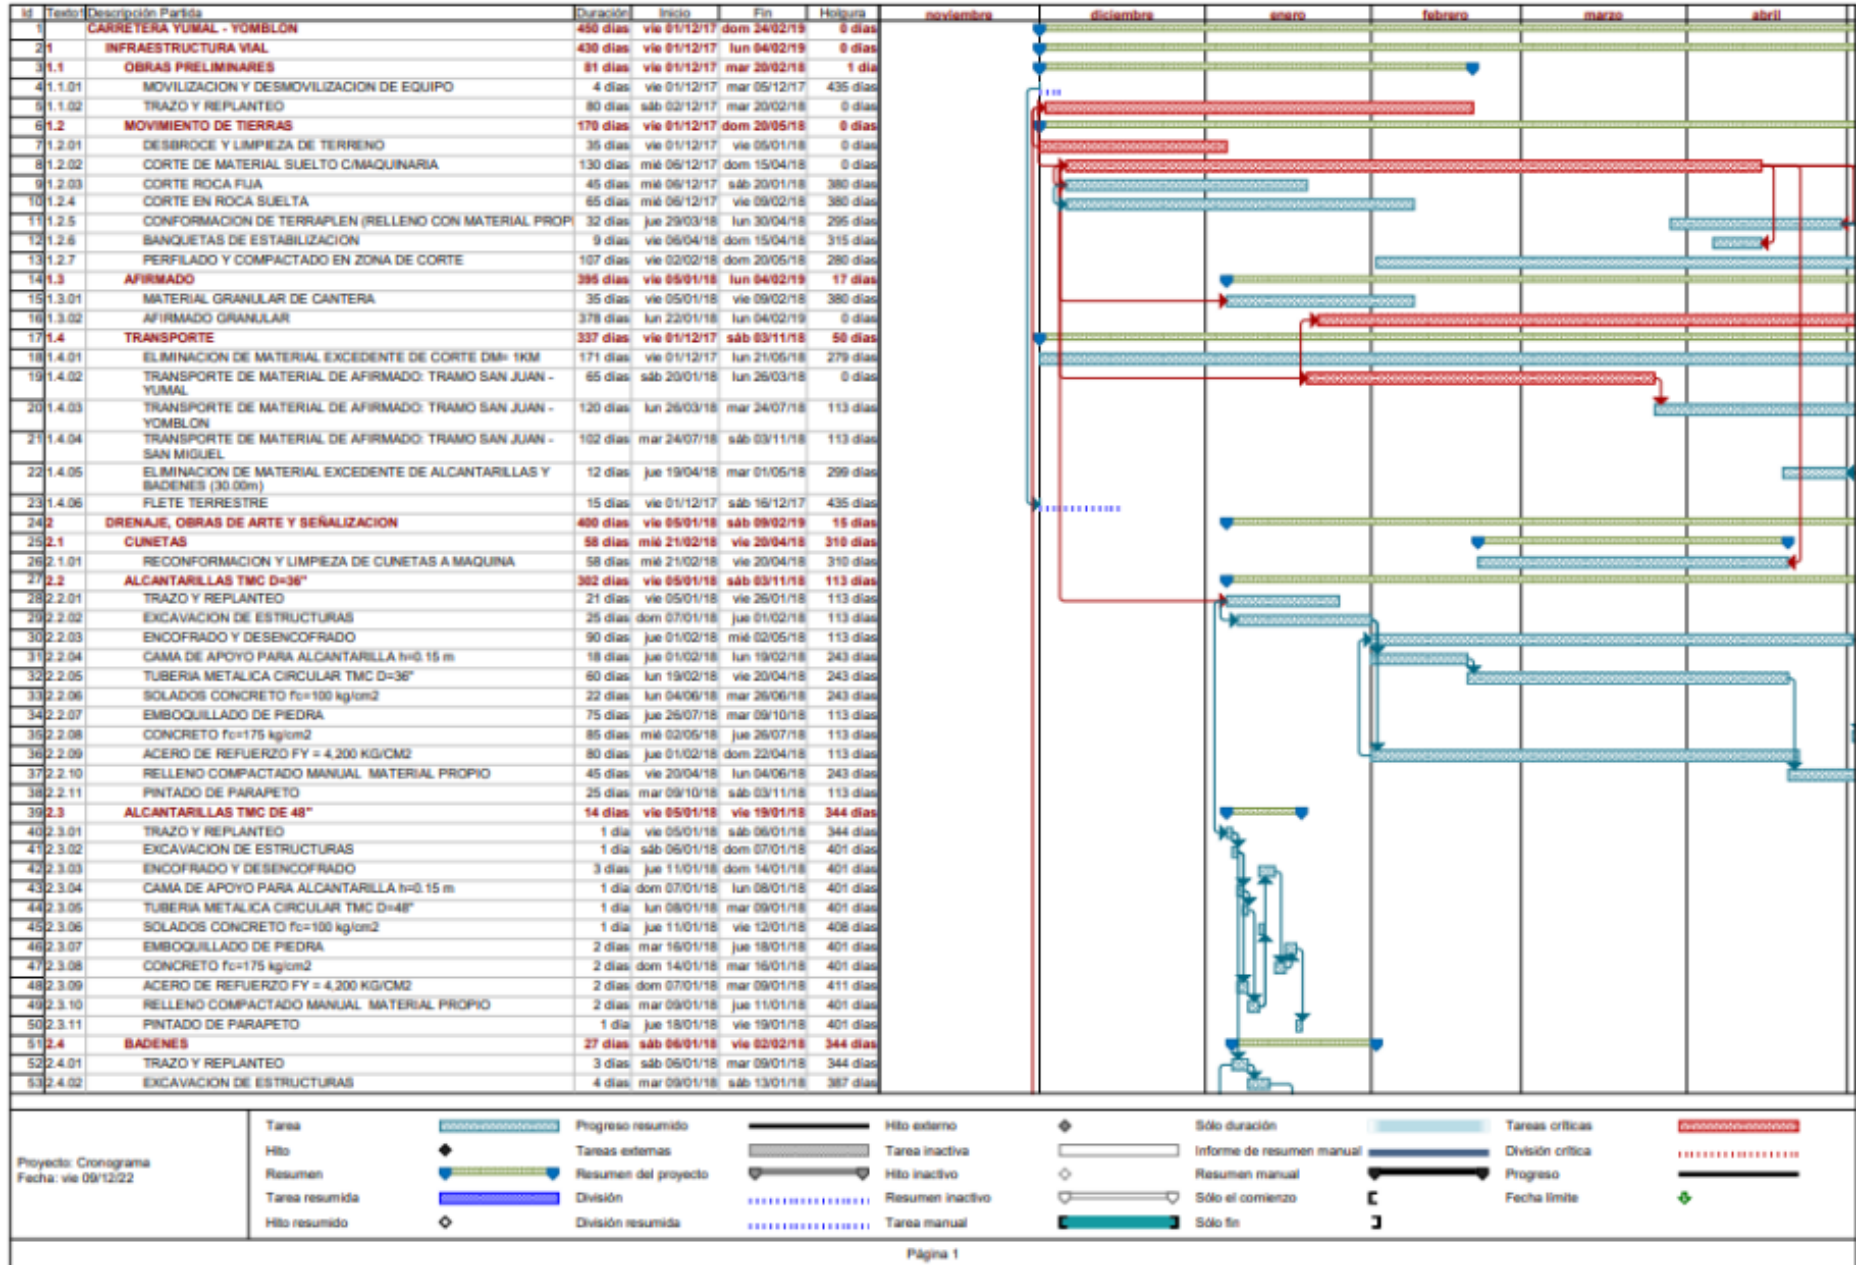 Id Texto1 Descripción Partida Duración Inicio Fin Holgura noviembre diciembre enero febrero marzo abril
1 CARRETERA YUMAL - YOMBLON 450 días vie 01/12/17 dom 24/02/19 0 días
2 1 INFRAESTRUCTURA VIAL 430 días vie 01/12/17 lun 04/02/19 0 días
3 1.1 OBRAS PRELIMINARES 81 días vie 01/12/17 mar 20/02/18 1 día
4 1.1.01 MOVILIZACION Y DESMOVILIZACION DE EQUIPO 4 días vie 01/12/17 mar 05/12/17 435 días
5 1.1.02 TRAZO Y REPLANTEO 80 días sáb 02/12/17 mar 20/02/18 0 días
6 1.2 MOVIMIENTO DE TIERRAS 170 días vie 01/12/17 dom 20/05/18 0 días
7 1.2.01 DESBROCE Y LIMPIEZA DE TERRENO 35 días vie 01/12/17 vie 05/01/18 0 días
8 1.2.02 CORTE DE MATERIAL SUELTO C/MAQUINARIA 130 días mié 06/12/17 dom 15/04/18 0 días
9 1.2.03 CORTE ROCA FIJA 45 días mié 06/12/17 sáb 20/01/18 380 días
10 1.2.4 CORTE EN ROCA SUELTA 65 días mié 06/12/17 vie 09/02/18 380 días
11 1.2.5 CONFORMACION DE TERRAPLEN (RELLENO CON MATERIAL PROPI 32 días jue 29/03/18 lun 30/04/18 295 días
12 1.2.6 BANQUETAS DE ESTABILIZACION 9 días vie 06/04/18 dom 15/04/18 315 días
13 1.2.7 PERFILADO Y COMPACTADO EN ZONA DE CORTE 107 días vie 02/02/18 dom 20/05/18 280 días
14 1.3 AFIRMADO 395 días vie 05/01/18 lun 04/02/19 17 días
15 1.3.01 MATERIAL GRANULAR DE CANTERA 35 días vie 05/01/18 vie 09/02/18 380 días
16 1.3.02 AFIRMADO GRANULAR 378 días lun 22/01/18 lun 04/02/19 0 días
17 1.4 TRANSPORTE 337 días vie 01/12/17 sáb 03/11/18 50 días
18 1.4.01 ELIMINACION DE MATERIAL EXCEDENTE DE CORTE DM= 1KM 171 días vie 01/12/17 lun 21/05/18 279 días
19 1.4.02 TRANSPORTE DE MATERIAL DE AFIRMADO: TRAMO SAN JUAN - 65 días sáb 20/01/18 lun 26/03/18 0 días
YUMAL
20 1.4.03 TRANSPORTE DE MATERIAL DE AFIRMADO: TRAMO SAN JUAN - 120 días lun 26/03/18 mar 24/07/18 113 días
YOMBLON
21 1.4.04 TRANSPORTE DE MATERIAL DE AFIRMADO: TRAMO SAN JUAN - 102 días mar 24/07/18 sáb 03/11/18 113 días
SAN MIGUEL
22 1.4.05 ELIMINACION DE MATERIAL EXCEDENTE DE ALCANTARILLAS Y 12 días jue 19/04/18 mar 01/05/18 299 días
BADENES (30.00m)
23 1.4.06 FLETE TERRESTRE 15 días vie 01/12/17 sáb 16/12/17 435 días
24 2 DRENAJE, OBRAS DE ARTE Y SEÑALIZACION 400 días vie 05/01/18 sáb 09/02/19 15 días
25 2.1 CUNETAS 58 días mié 21/02/18 vie 20/04/18 310 días
26 2.1.01 RECONFORMACION Y LIMPIEZA DE CUNETAS A MAQUINA 58 días mié 21/02/18 vie 20/04/18 310 días
27 2.2 ALCANTARILLAS TMC D=36" 302 días vie 05/01/18 sáb 03/11/18 113 días
28 2.2.01 TRAZO Y REPLANTEO 21 días vie 05/01/18 vie 26/01/18 113 días
29 2.2.02 EXCAVACION DE ESTRUCTURAS 25 días dom 07/01/18 jue 01/02/18 113 días
30 2.2.03 ENCOFRADO Y DESENCOFRADO 90 días jue 01/02/18 mié 02/05/18 113 días
31 2.2.04 CAMA DE APOYO PARA ALCANTARILLA h=0.15 m 18 días jue 01/02/18 lun 19/02/18 243 días
32 2.2.05 TUBERIA METALICA CIRCULAR TMC D=36" 60 días lun 19/02/18 vie 20/04/18 243 días
33 2.2.06 SOLADOS CONCRETO f'c=100 kg/cm2 22 días lun 04/06/18 mar 26/06/18 243 días
34 2.2.07 EMBOQUILLADO DE PIEDRA 75 días jue 26/07/18 mar 09/10/18 113 días
35 2.2.08 CONCRETO f'c=175 kg/cm2 85 días mié 02/05/18 jue 26/07/18 113 días
36 2.2.09 ACERO DE REFUERZO FY = 4,200 KG/CM2 80 días jue 01/02/18 dom 22/04/18 113 días
37 2.2.10 RELLENO COMPACTADO MANUAL MATERIAL PROPIO 45 días vie 20/04/18 lun 04/06/18 243 días
38 2.2.11 PINTADO DE PARAPETO 25 días mar 09/10/18 sáb 03/11/18 113 días
39 2.3 ALCANTARILLAS TMC DE 48" 14 días vie 05/01/18 vie 19/01/18 344 días
40 2.3.01 TRAZO Y REPLANTEO 1 día vie 05/01/18 sáb 06/01/18 344 días
41 2.3.02 EXCAVACION DE ESTRUCTURAS 1 día sáb 06/01/18 dom 07/01/18 401 días
42 2.3.03 ENCOFRADO Y DESENCOFRADO 3 días jue 11/01/18 dom 14/01/18 401 días
43 2.3.04 CAMA DE APOYO PARA ALCANTARILLA h=0.15 m 1 día dom 07/01/18 lun 08/01/18 401 días
44 2.3.05 TUBERIA METALICA CIRCULAR TMC D=48" 1 día lun 08/01/18 mar 09/01/18 401 días
45 2.3.06 SOLADOS CONCRETO f'c=100 kg/cm2 1 día jue 11/01/18 vie 12/01/18 408 días
46 2.3.07 EMBOQUILLADO DE PIEDRA 2 días mar 16/01/18 jue 18/01/18 401 días
47 2.3.08 CONCRETO f'c=175 kg/cm2 2 días dom 14/01/18 mar 16/01/18 401 días
48 2.3.09 ACERO DE REFUERZO FY = 4,200 KG/CM2 2 días dom 07/01/18 mar 09/01/18 411 días
49 2.3.10 RELLENO COMPACTADO MANUAL MATERIAL PROPIO 2 días mar 09/01/18 jue 11/01/18 401 días
50 2.3.11 PINTADO DE PARAPETO 1 día jue 18/01/18 vie 19/01/18 401 días
51 2.4 BADENES 27 días sáb 06/01/18 vie 02/02/18 344 días
52 2.4.01 TRAZO Y REPLANTEO 3 días sáb 06/01/18 mar 09/01/18 344 días
53 2.4.02 EXCAVACION DE ESTRUCTURAS 4 días mar 09/01/18 sáb 13/01/18 387 días
Proyecto: Cronograma
Fecha: vie 09/12/22
Tarea Progreso resumido Hito externo Sólo duración Tareas críticas
Hito Tareas externas Tarea inactiva Informe de resumen manual División crítica
Resumen Resumen del proyecto Hito inactivo Resumen manual Progreso
Tarea resumida División Resumen inactivo Sólo el comienzo Fecha límite
Hito resumido División resumida Tarea manual Sólo fin
Página 1